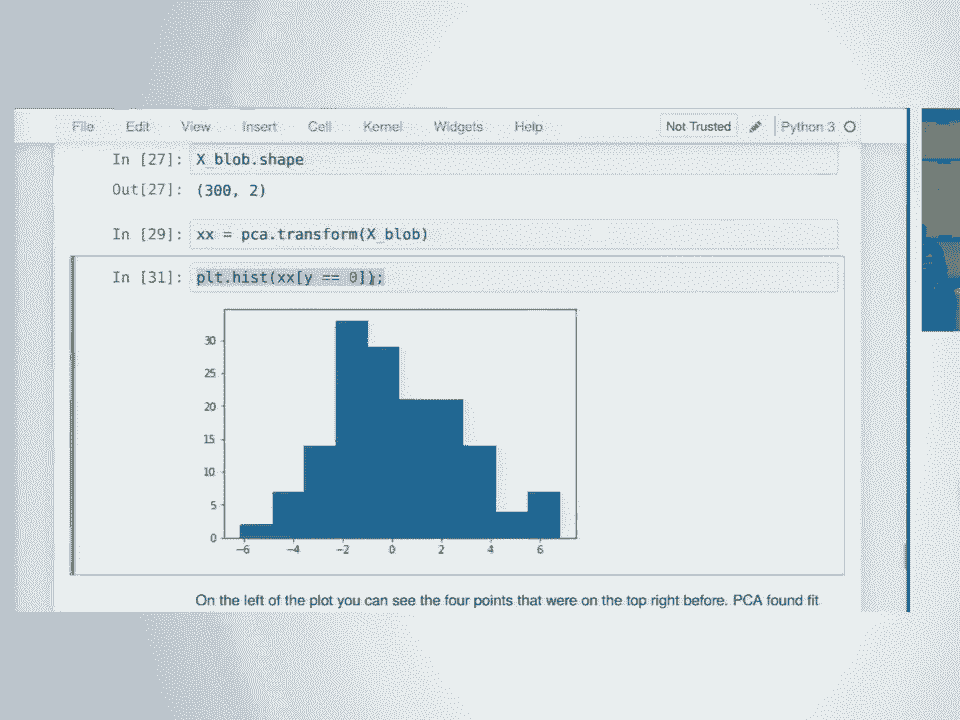 File Edit View Insert Cell Kernel Widgets Help Not Trusted Python 3
In [27]: X_blob.shape
Out[27]: (300, 2)
In [29]: xx = pca.transform(X_blob)
In [31]: plt.hist(xx[y == 0]);
30
25
20
15
10
5
0
−6 −4 −2 0 2 4 6
On the left of the plot you can see the four points that were on the top right before. PCA found fit